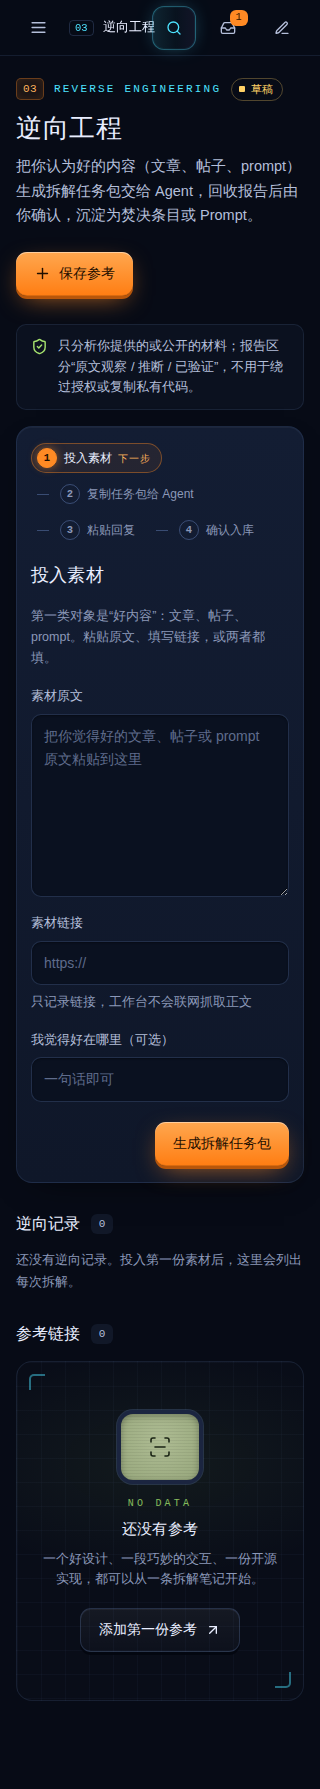 03 逆向工程 1
03 REVERSE ENGINEERING 草稿
逆向工程
把你认为好的内容（文章、帖子、prompt）
生成拆解任务包交给 Agent，回收报告后由
你确认，沉淀为焚决条目或 Prompt。
保存参考
只分析你提供的或公开的材料；报告区
分“原文观察 / 推断 / 已验证”，不用于绕
过授权或复制私有代码。
1 投入素材 下一步
2 复制任务包给 Agent
3 粘贴回复 4 确认入库
投入素材
第一类对象是“好内容”：文章、帖子、
prompt。粘贴原文、填写链接，或两者都
填。
素材原文
把你觉得好的文章、帖子或 prompt
原文粘贴到这里
素材链接
https://
只记录链接，工作台不会联网抓取正文
我觉得好在哪里（可选）
一句话即可
生成拆解任务包
逆向记录 0
还没有逆向记录。投入第一份素材后，这里会列出
每次拆解。
参考链接 0
NO DATA
还没有参考
一个好设计、一段巧妙的交互、一份开源
实现，都可以从一条拆解笔记开始。
添加第一份参考